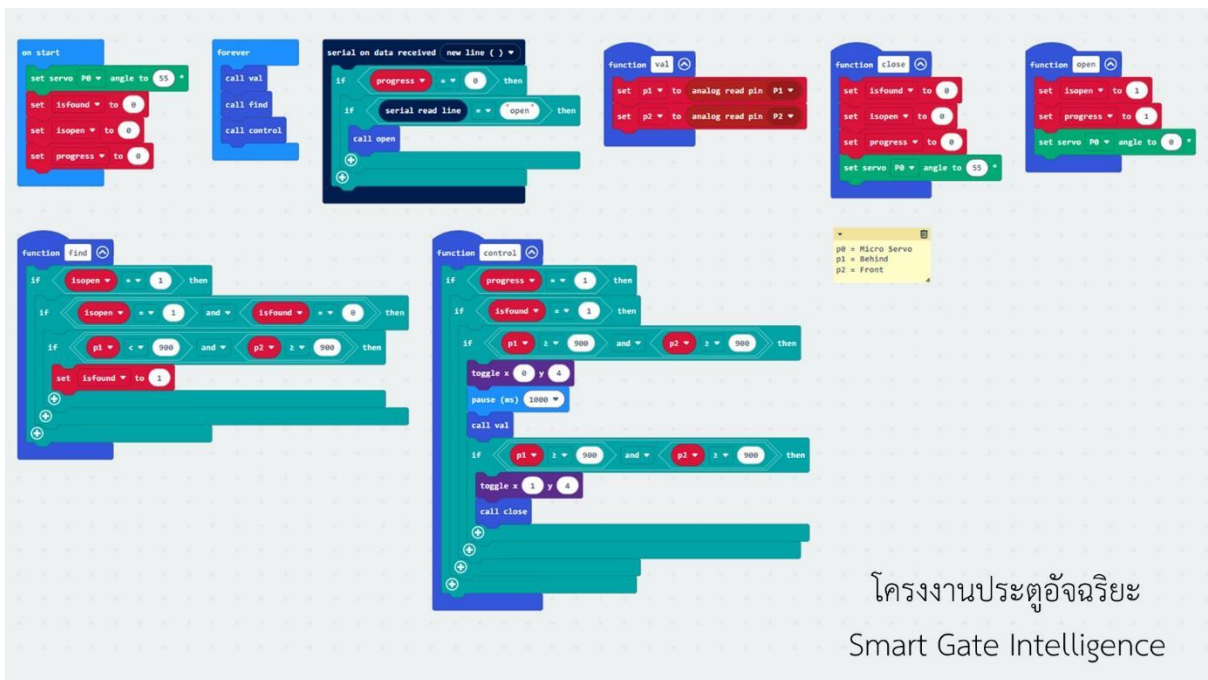 on start
set servo P0 angle to 55 °
set isfound to 0
set isopen to 0
set progress to 0
forever
call val
call find
call control
serial on data received new line ( )
if progress = 0 then
if serial read line = "open" then
call open
function val
set p1 to analog read pin P1
set p2 to analog read pin P2
function close
set isfound to 0
set isopen to 0
set progress to 0
set servo P0 angle to 55 °
function open
set isopen to 1
set progress to 1
set servo P0 angle to 0 °
function find
if isopen = 1 then
if isopen = 1 and isfound = 0 then
if p1 < 900 and p2 ≥ 900 then
set isfound to 1
function control
if progress = 1 then
if isfound = 1 then
if p1 ≥ 900 and p2 ≥ 900 then
toggle x 0 y 4
pause (ms) 1000
call val
if p1 ≥ 900 and p2 ≥ 900 then
toggle x 1 y 4
call close
p0 = Micro Servo
p1 = Behind
p2 = Front
โครงงานประตูอัจฉริยะ
Smart Gate Intelligence